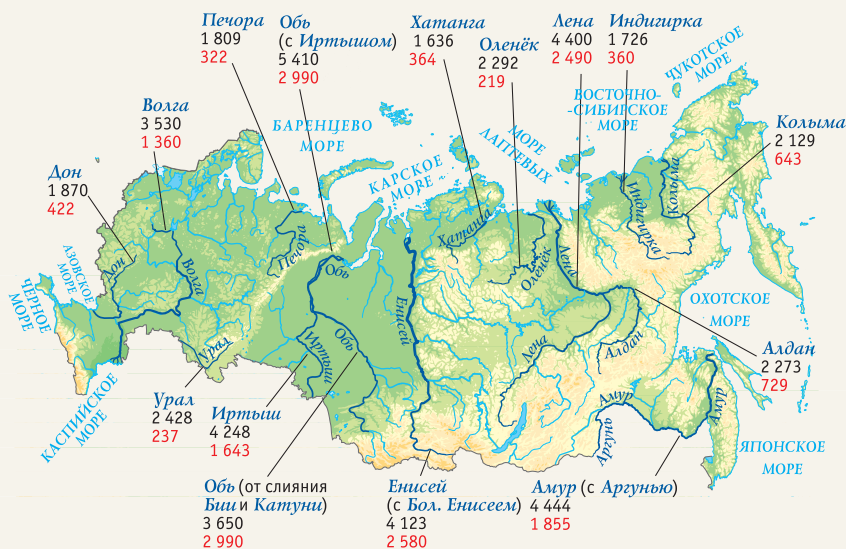 Печора
1 809
322
Обь
(с Иртышом)
5 410
2 990
Хатанга
1 636
364
Оленёк
2 292
219
Лена
4 400
2 490
Индигирка
1 726
360
ЧУКОТСКОЕ
МОРЕ
Волга
3 530
1 360
БАРЕНЦЕВО
МОРЕ
КАРСКОЕ
МОРЕ
МОРЕ
ЛАПТЕВЫХ
ВОСТОЧНО-
-СИБИРСКОЕ
МОРЕ
Колыма
2 129
643
Дон
1 870
422
АЗОВСКОЕ
МОРЕ
ЧЕРНОЕ
МОРЕ
Дон
Волга
Печора
Обь
Енисей
Хатанга
Оленёк
Лена
Индигирка
Колыма
ОХОТСКОЕ
МОРЕ
Урал
Иртыш
Обь
Лена
Алдан
Алдан
2 273
729
КАСПИЙСКОЕ
МОРЕ
Урал
2 428
237
Иртыш
4 248
1 643
Амур
Аргунь
Амур
ЯПОНСКОЕ
МОРЕ
Обь (от слияния
Бии и Катуни)
3 650
2 990
Енисей
(с Бол. Енисеем)
4 123
2 580
Амур (с Аргунью)
4 444
1 855